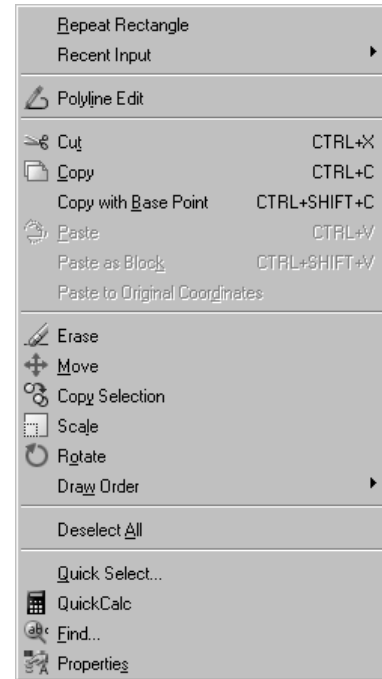 Repeat Rectangle
Recent Input
Polyline Edit
Cut CTRL+X
Copy CTRL+C
Copy with Base Point CTRL+SHIFT+C
Paste CTRL+V
Paste as Block CTRL+SHIFT+V
Paste to Original Coordinates
Erase
Move
Copy Selection
Scale
Rotate
Draw Order
Deselect All
Quick Select...
QuickCalc
Find...
Properties